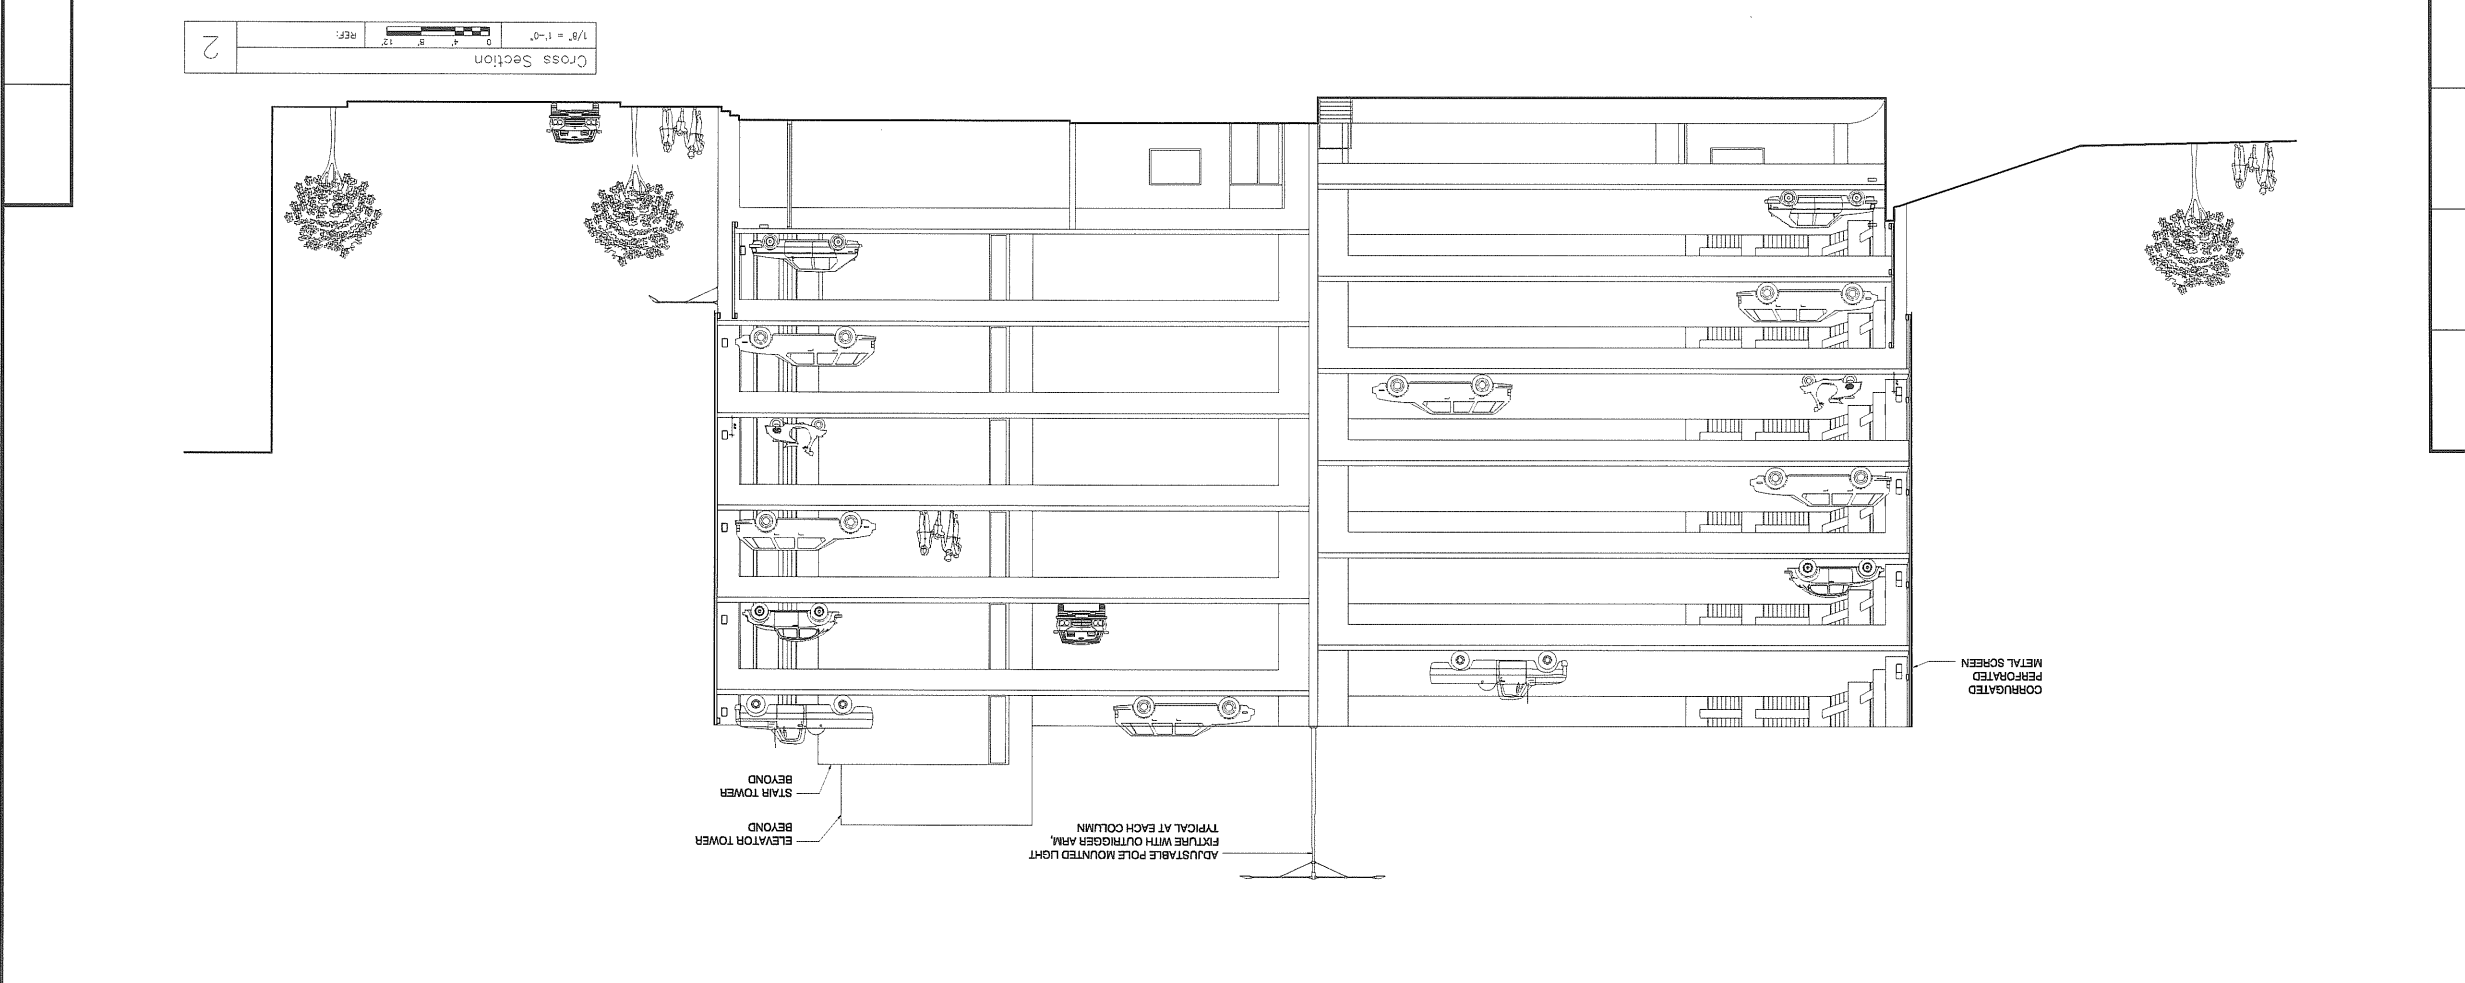 ADJUSTABLE POLE MOUNTED LIGHT
FIXTURE WITH OUTRIGGER ARM,
TYPICAL AT EACH COLUMN
ELEVATOR TOWER
BEYOND
STAIR TOWER
BEYOND
CORRUGATED
PERFORATED
METAL SCREEN
Cross Section
1/8" = 1'-0"
0 4' 8' 12'
REF:
2